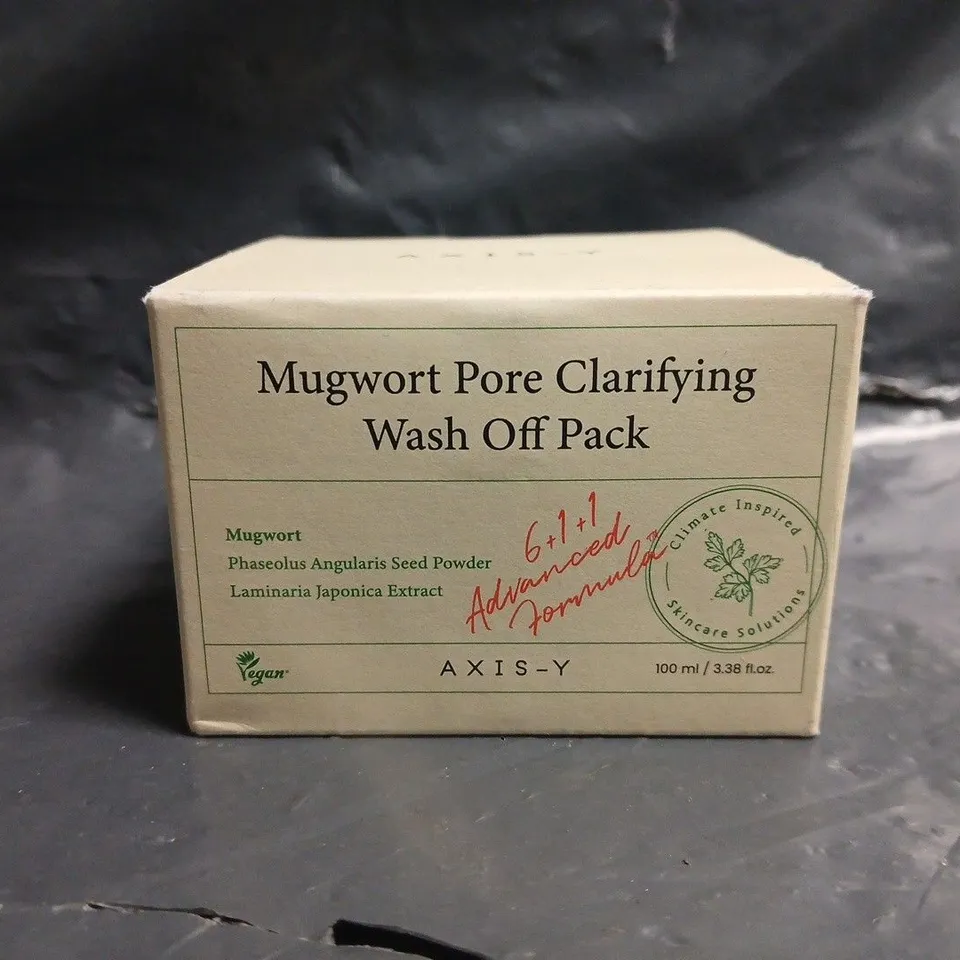 AXIS-Y
Mugwort Pore Clarifying
Wash Off Pack
Mugwort
Phaseolus Angularis Seed Powder
Laminaria Japonica Extract
6+1+1
Advanced
Formula™
Climate Inspired
Skincare Solutions
Vegan
AXIS-Y
100 ml / 3.38 fl.oz.